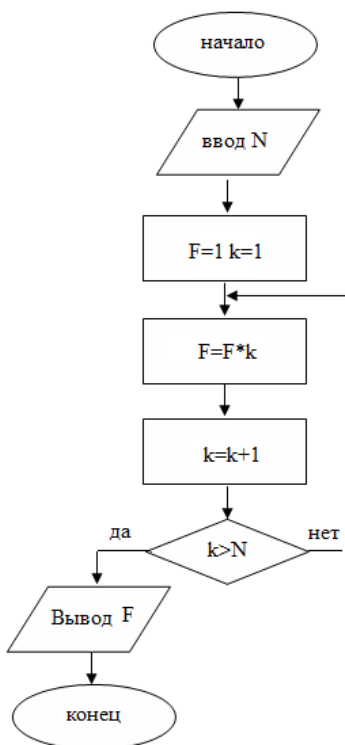 начало
ввод N
F=1 k=1
F=F*k
k=k+1
да
k>N
нет
Вывод F
конец